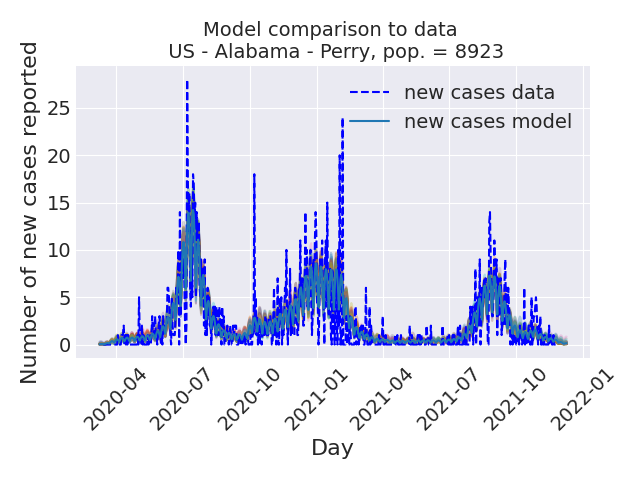 Model comparison to data
US - Alabama - Perry, pop. = 8923
Number of new cases reported
25
20
15
10
5
0
new cases data
new cases model
2020-04
2020-07
2020-10
2021-01
2021-04
2021-07
2021-10
2022-01
Day